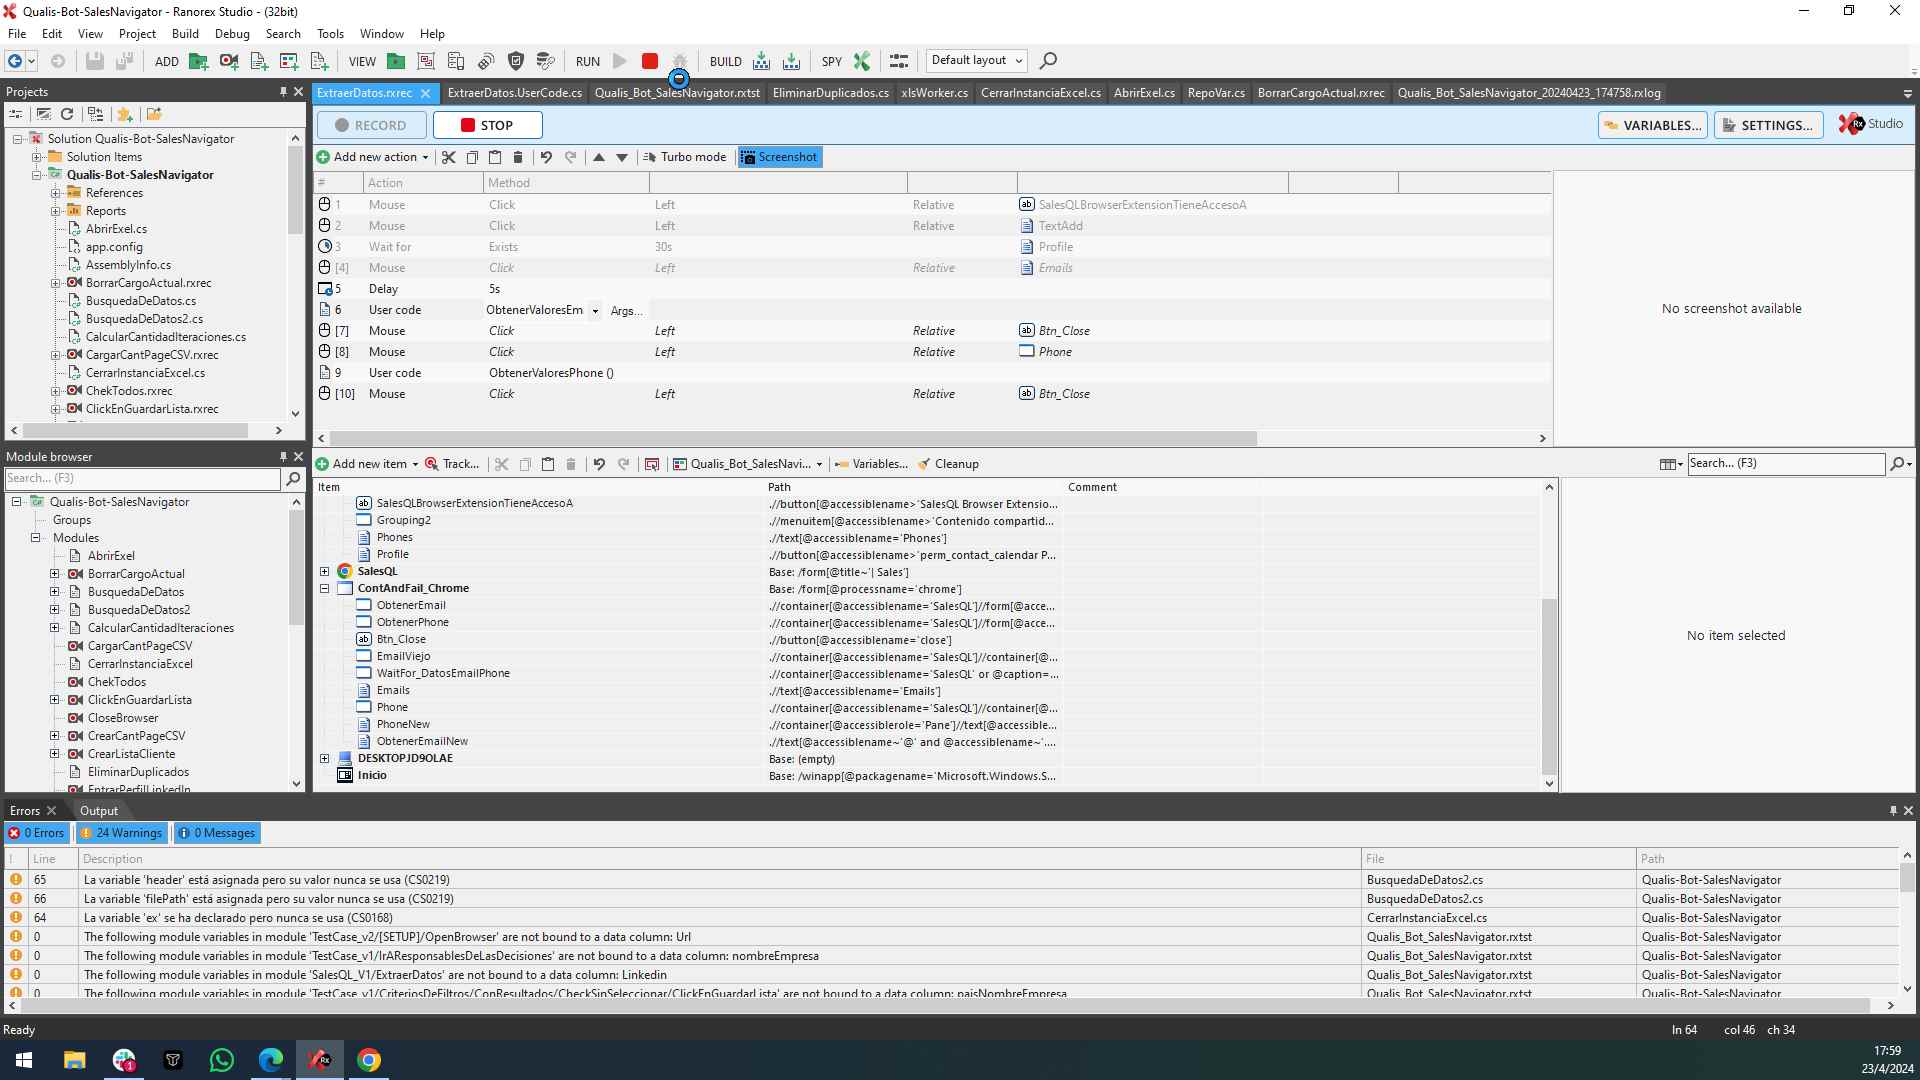 Qualis-Bot-SalesNavigator - Ranorex Studio - (32bit)
File Edit View Project Build Debug Search Tools Window Help
ADD VIEW RUN BUILD SPY Default layout
Projects
ExtraerDatos.rxrec ExtraerDatos.UserCode.cs Qualis_Bot_SalesNavigator.rxtst EliminarDuplicados.cs xlsWorker.cs CerrarInstanciaExcel.cs AbrirExel.cs RepoVar.cs BorrarCargoActual.rxrec Qualis_Bot_SalesNavigator_20240423_174758.rxlog
RECORD STOP VARIABLES... SETTINGS... Rx Studio
Add new action Turbo mode Screenshot
# Action Method
1 Mouse Click Left Relative SalesQLBrowserExtensionTieneAccesoA
2 Mouse Click Left Relative TextAdd
3 Wait for Exists 30s Profile
[4] Mouse Click Left Relative Emails
5 Delay 5s
6 User code ObtenerValoresEm Args...
[7] Mouse Click Left Relative Btn_Close
[8] Mouse Click Left Relative Phone
9 User code ObtenerValoresPhone ()
[10] Mouse Click Left Relative Btn_Close
No screenshot available
Solution Qualis-Bot-SalesNavigator
Solution Items
Qualis-Bot-SalesNavigator
References
Reports
AbrirExel.cs
app.config
AssemblyInfo.cs
BorrarCargoActual.rxrec
BusquedaDeDatos.cs
BusquedaDeDatos2.cs
CalcularCantidadIteraciones.cs
CargarCantPageCSV.rxrec
CerrarInstanciaExcel.cs
ChekTodos.rxrec
ClickEnGuardarLista.rxrec
Module browser
Search... (F3)
Qualis-Bot-SalesNavigator
Groups
Modules
AbrirExel
BorrarCargoActual
BusquedaDeDatos
BusquedaDeDatos2
CalcularCantidadIteraciones
CargarCantPageCSV
CerrarInstanciaExcel
ChekTodos
ClickEnGuardarLista
CloseBrowser
CrearCantPageCSV
CrearListaCliente
EliminarDuplicados
EntrarPerfilLinkedIn
Add new item Track... Qualis_Bot_SalesNavi... Variables... Cleanup Search... (F3)
Item Path Comment
SalesQLBrowserExtensionTieneAccesoA .//button[@accessiblename>'SalesQL Browser Extensio...
Grouping2 .//menuitem[@accessiblename>'Contenido compartid...
Phones .//text[@accessiblename='Phones']
Profile .//button[@accessiblename>'perm_contact_calendar P...
SalesQL Base: /form[@title~'| Sales']
ContAndFail_Chrome Base: /form[@processname='chrome']
ObtenerEmail .//container[@accessiblename='SalesQL']//form[@acce...
ObtenerPhone .//container[@accessiblename='SalesQL']//form[@acce...
Btn_Close .//button[@accessiblename='close']
EmailViejo .//container[@accessiblename='SalesQL']//container[@...
WaitFor_DatosEmailPhone .//container[@accessiblename='SalesQL' or @caption=...
Emails .//text[@accessiblename='Emails']
Phone .//container[@accessiblename='SalesQL']//container[@...
PhoneNew .//container[@accessiblerole='Pane']//text[@accessible...
ObtenerEmailNew .//text[@accessiblename~'@' and @accessiblename~'....
DESKTOPJD9OLAE Base: (empty)
Inicio Base: /winapp[@packagename='Microsoft.Windows.S...
No item selected
Errors Output
0 Errors 24 Warnings 0 Messages
! Line Description File Path
65 La variable 'header' está asignada pero su valor nunca se usa (CS0219) BusquedaDeDatos2.cs Qualis-Bot-SalesNavigator
66 La variable 'filePath' está asignada pero su valor nunca se usa (CS0219) BusquedaDeDatos2.cs Qualis-Bot-SalesNavigator
64 La variable 'ex' se ha declarado pero nunca se usa (CS0168) CerrarInstanciaExcel.cs Qualis-Bot-SalesNavigator
0 The following module variables in module 'TestCase_v2/[SETUP]/OpenBrowser' are not bound to a data column: Url Qualis_Bot_SalesNavigator.rxtst Qualis-Bot-SalesNavigator
0 The following module variables in module 'TestCase_v1/IrAResponsablesDeLasDecisiones' are not bound to a data column: nombreEmpresa Qualis_Bot_SalesNavigator.rxtst Qualis-Bot-SalesNavigator
0 The following module variables in module 'SalesQL_V1/ExtraerDatos' are not bound to a data column: Linkedin Qualis_Bot_SalesNavigator.rxtst Qualis-Bot-SalesNavigator
0 The following module variables in module 'TestCase_v1/CriteriosDeFiltros/ConResultados/CheckSinSeleccionar/ClickEnGuardarLista' are not bound to a data column: paisNombreEmpresa Qualis_Bot_SalesNavigator.rxtst Qualis-Bot-SalesNavigator
Ready ln 64 col 46 ch 34
17:59
23/4/2024